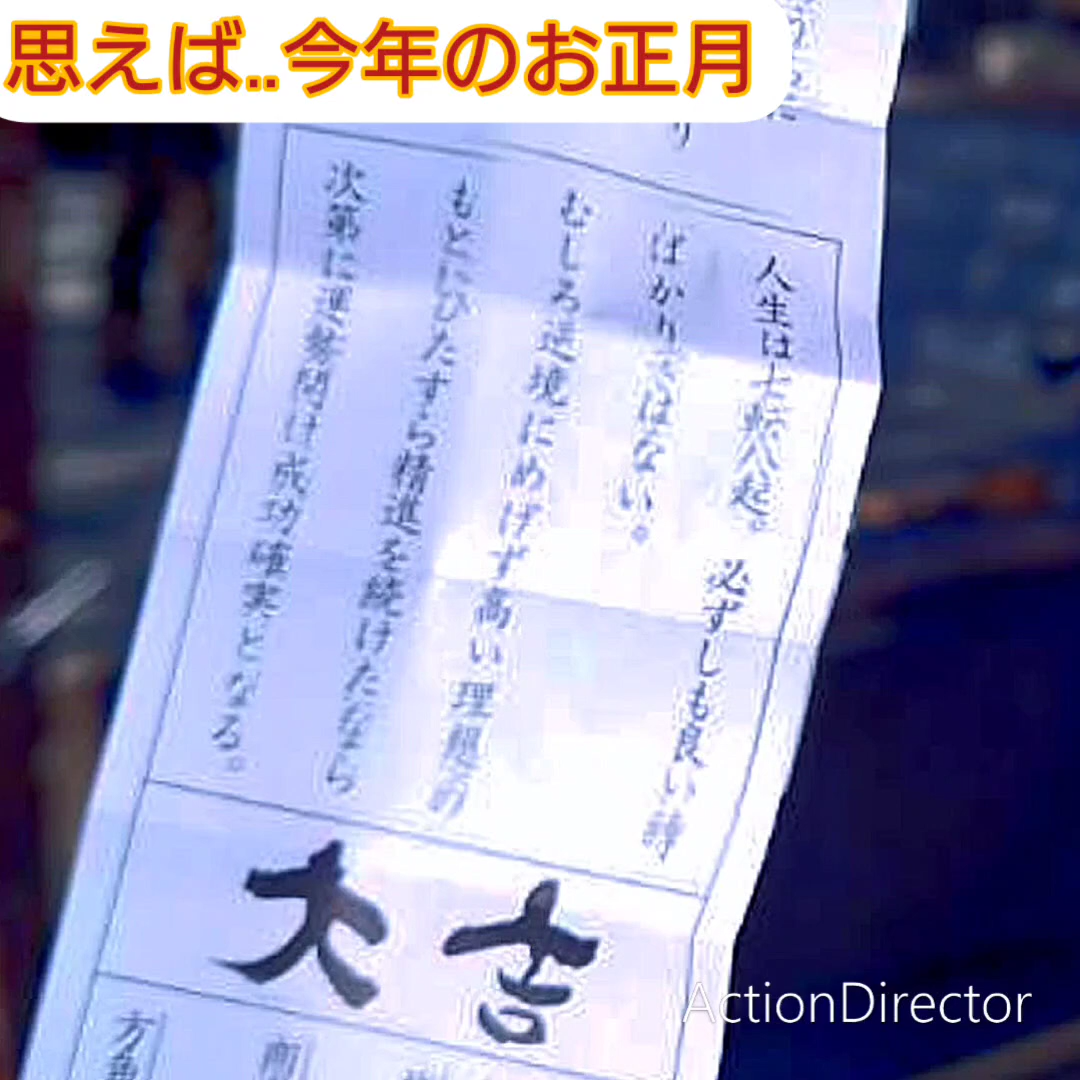 思えば..今年のお正月
人生は七転八起。必ずしも良い時
ばかりではない。
むしろ逆境にめげず高い理想の
もとにひたすら精進を続けたなら
次第に運勢開け成功確実となる。
大吉
方
ActionDirector